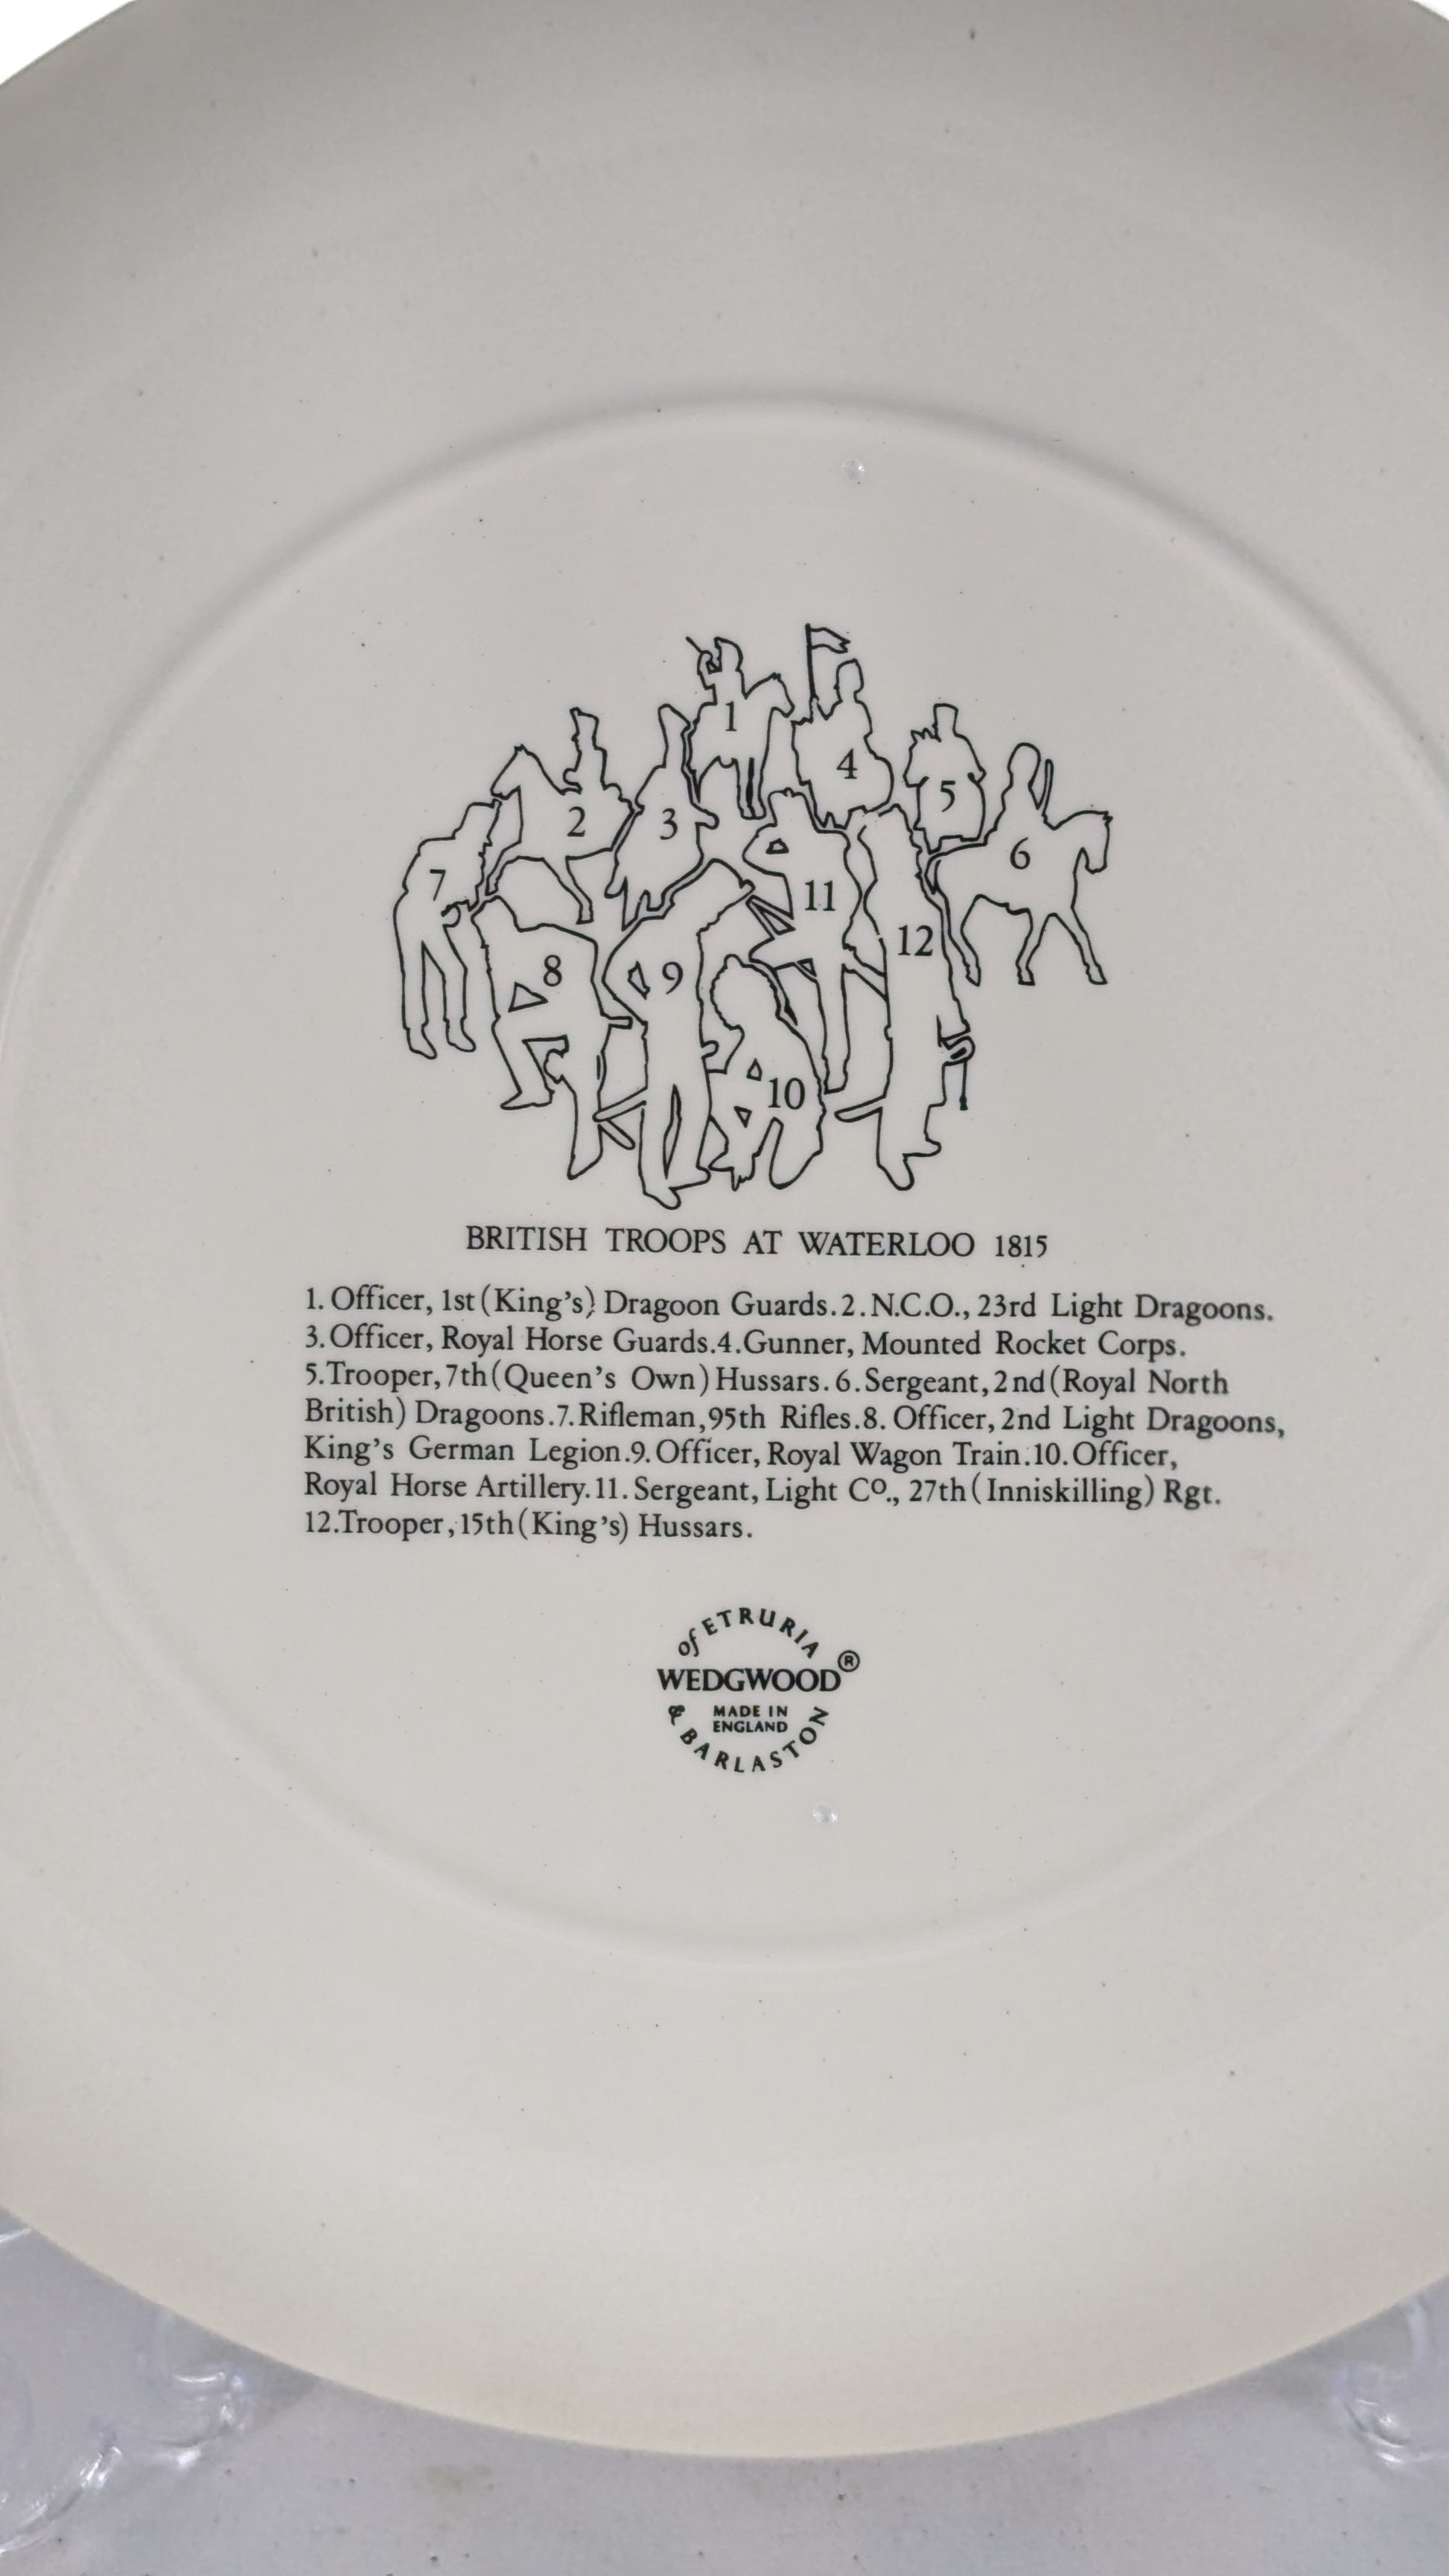 1
4
2
3
5
6
7
11
12
8
9
10
BRITISH TROOPS AT WATERLOO 1815
1. Officer, 1st (King's) Dragoon Guards. 2. N.C.O., 23rd Light Dragoons.
3. Officer, Royal Horse Guards. 4. Gunner, Mounted Rocket Corps.
5. Trooper, 7th (Queen's Own) Hussars. 6. Sergeant, 2nd (Royal North
British) Dragoons. 7. Rifleman, 95th Rifles. 8. Officer, 2nd Light Dragoons,
King's German Legion. 9. Officer, Royal Wagon Train. 10. Officer,
Royal Horse Artillery. 11. Sergeant, Light Co., 27th (Inniskilling) Rgt.
12. Trooper, 15th (King's) Hussars.
of ETRURIA
WEDGWOOD®
MADE IN
ENGLAND
& BARLASTON